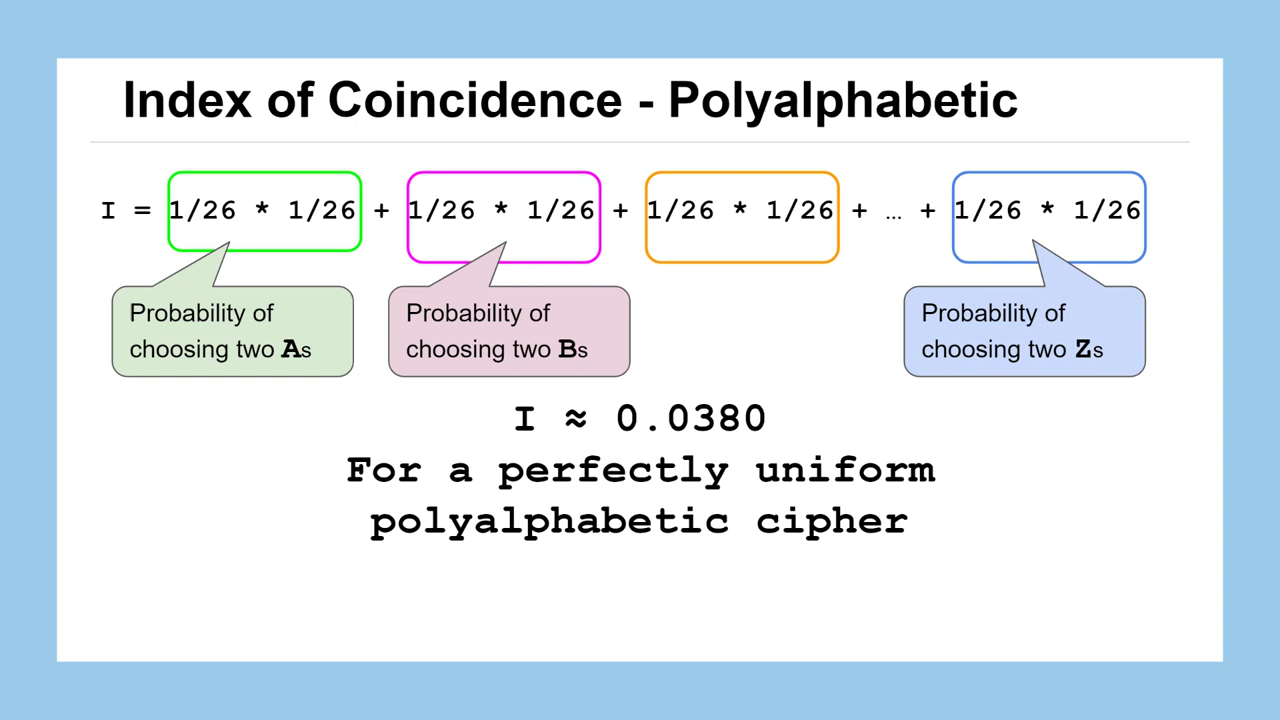 Index of Coincidence - Polyalphabetic
I = 1/26 * 1/26 + 1/26 * 1/26 + 1/26 * 1/26 + … + 1/26 * 1/26
Probability of
choosing two As
Probability of
choosing two Bs
Probability of
choosing two Zs
I ≈ 0.0380
For a perfectly uniform
polyalphabetic cipher